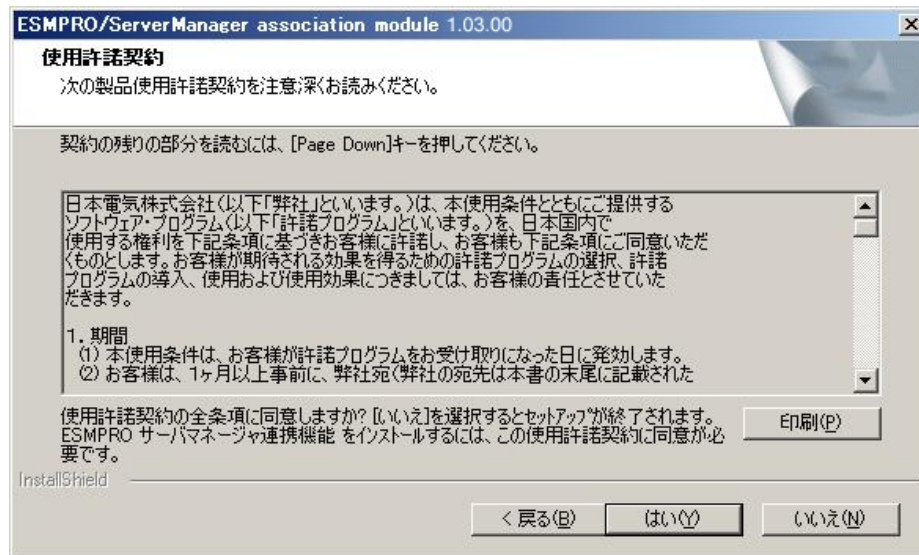 ESMPRO/ServerManager association module 1.03.00
使用許諾契約
次の製品使用許諾契約を注意深くお読みください。
契約の残りの部分を読むには、[Page Down]キーを押してください。
日本電気株式会社(以下「弊社」といいます。)は、本使用条件とともにご提供する
ソフトウェア・プログラム(以下「許諾プログラム」といいます。)を、日本国内で
使用する権利を下記条項に基づきお客様に許諾し、お客様も下記条項にご同意いただ
くものとします。お客様が期待される効果を得るための許諾プログラムの選択、許諾
プログラムの導入、使用および使用効果につきましては、お客様の責任とさせていた
だきます。
1. 期間
(1) 本使用条件は、お客様が許諾プログラムをお受け取りになった日に発効します。
(2) お客様は、1ヶ月以上事前に、弊社宛(弊社の宛先は本書の末尾に記載された
使用許諾契約の全条項に同意しますか? [いいえ]を選択するとセットアップが終了されます。
ESMPRO サーバマネージャ連携機能 をインストールするには、この使用許諾契約に同意が必
要です。
印刷(P)
InstallShield
< 戻る(B)
はい(Y)
いいえ(N)